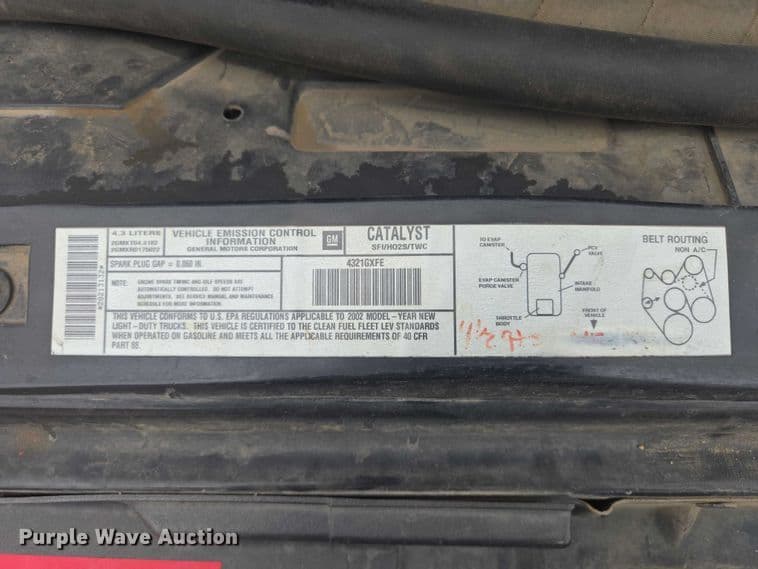 4.3 LITERS
VEHICLE EMISSION CONTROL
INFORMATION
GENERAL MOTORS CORPORATION
GM
CATALYST
SFI/HO2S/TWC
SPARK PLUG GAP = 0.060 IN.
4321GXFE
NOTE: ENGINE SPARK TIMING AND IDLE SPEEDS ARE
AUTOMATICALLY CONTROLLED. DO NOT ATTEMPT
ADJUSTMENTS. SEE SERVICE MANUAL AND MAINTENANCE
SCHEDULE FOR MORE INFORMATION.
THIS VEHICLE CONFORMS TO U.S. EPA REGULATIONS APPLICABLE TO 2002 MODEL - YEAR NEW
LIGHT - DUTY TRUCKS. THIS VEHICLE IS CERTIFIED TO THE CLEAN FUEL FLEET LEV STANDARDS
WHEN OPERATED ON GASOLINE AND MEETS ALL THE APPLICABLE REQUIREMENTS OF 40 CFR
PART 88.
TO EVAP
CANISTER
PCV
VALVE
EVAP CANISTER
PURGE VALVE
INTAKE
MANIFOLD
THROTTLE
BODY
FRONT OF
VEHICLE
BELT ROUTING
NON A/C
Purple Wave Auction